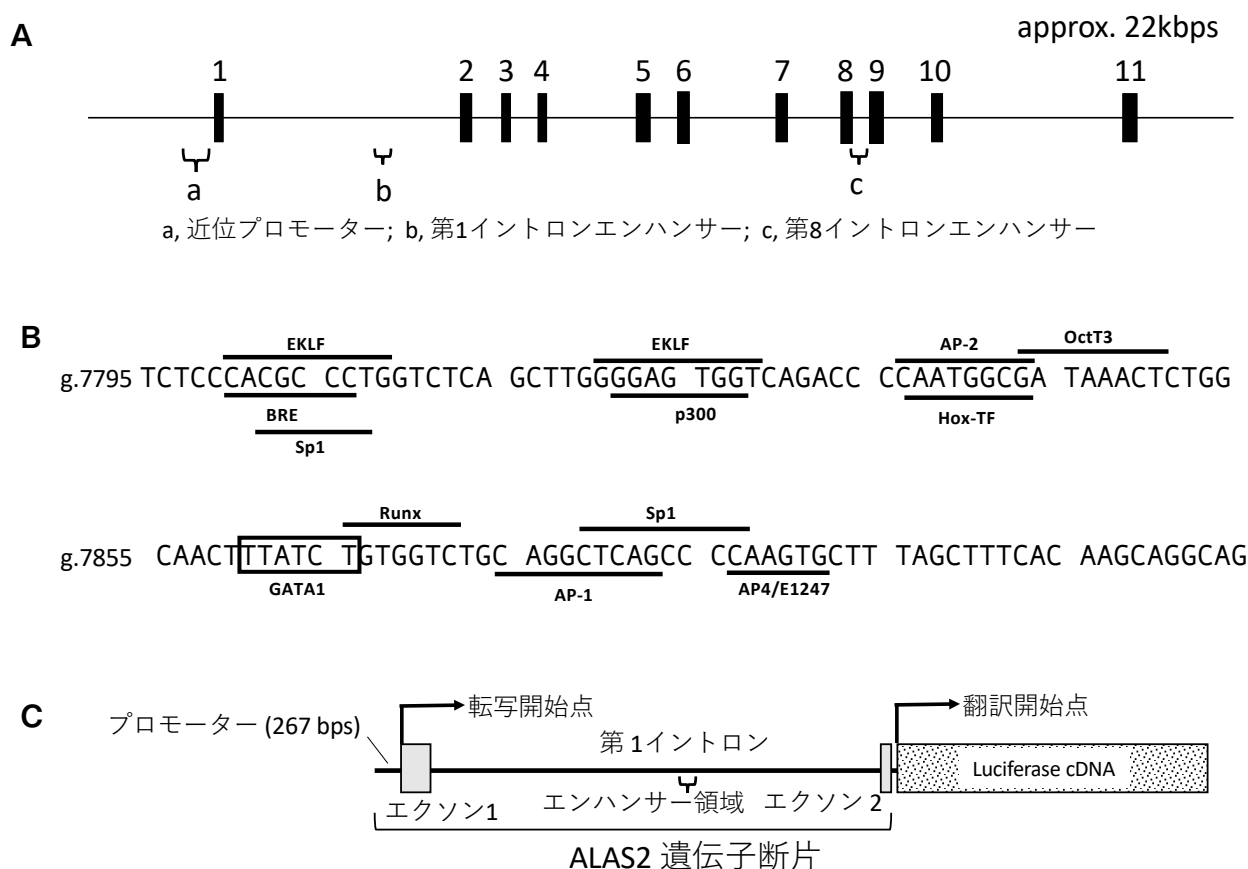 A
approx. 22kbps
1 2 3 4 5 6 7 8 9 10 11
a b c
a, 近位プロモーター; b, 第1イントロンエンハンサー; c, 第8イントロンエンハンサー
B
EKLF EKLF AP-2 OctT3
g.7795 TCTCCCACGC CCTGGTCTCA GCTTGGGGAG TGGTCAGACC CCAATGGCGA TAAACTCTGG
BRE p300 Hox-TF
Sp1
Runx Sp1
g.7855 CAACTTTATC TGTGGTCTGC AGGCTCAGCC CCAAGTGCTT TAGCTTTCAC AAGCAGGCAG
GATA1 AP-1 AP4/E1247
C
転写開始点 翻訳開始点
プロモーター (267 bps)
第1イントロン
Luciferase cDNA
エクソン1 エンハンサー領域 エクソン2
ALAS2 遺伝子断片